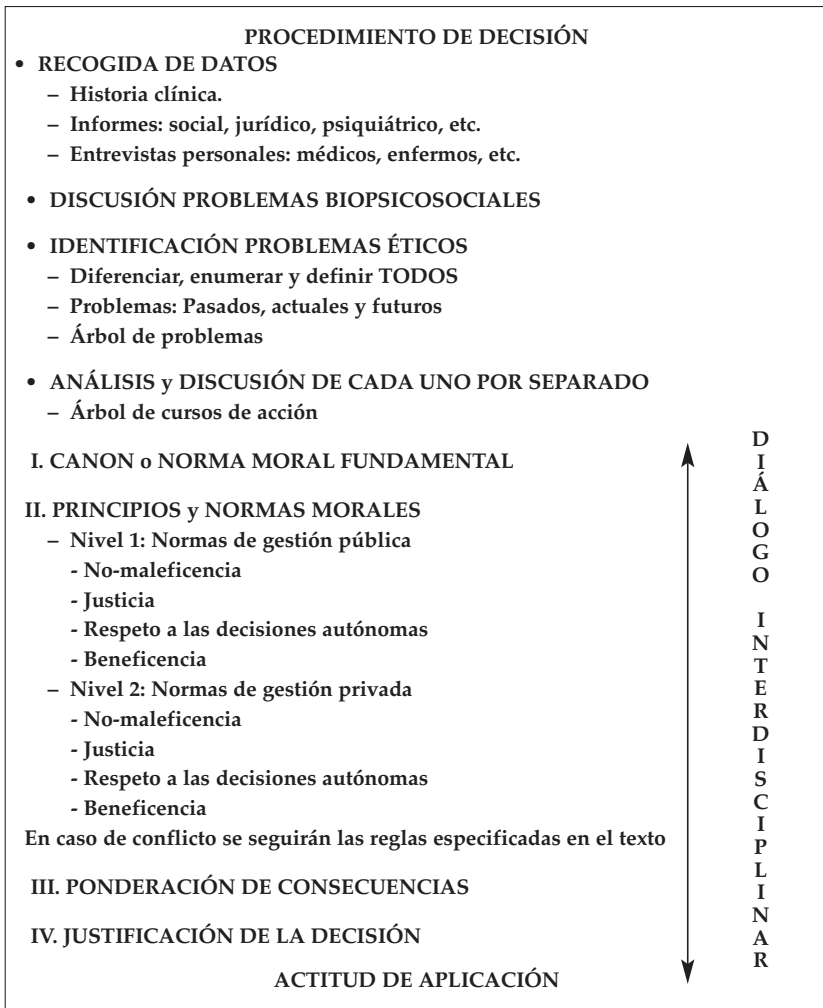 PROCEDIMIENTO DE DECISIÓN
• RECOGIDA DE DATOS
– Historia clínica.
– Informes: social, jurídico, psiquiátrico, etc.
– Entrevistas personales: médicos, enfermos, etc.
• DISCUSIÓN PROBLEMAS BIOPSICOSOCIALES
• IDENTIFICACIÓN PROBLEMAS ÉTICOS
– Diferenciar, enumerar y definir TODOS
– Problemas: Pasados, actuales y futuros
– Árbol de problemas
• ANÁLISIS y DISCUSIÓN DE CADA UNO POR SEPARADO
– Árbol de cursos de acción
I. CANON o NORMA MORAL FUNDAMENTAL
II. PRINCIPIOS y NORMAS MORALES
– Nivel 1: Normas de gestión pública
- No-maleficencia
- Justicia
- Respeto a las decisiones autónomas
- Beneficencia
– Nivel 2: Normas de gestión privada
- No-maleficencia
- Justicia
- Respeto a las decisiones autónomas
- Beneficencia
En caso de conflicto se seguirán las reglas especificadas en el texto
III. PONDERACIÓN DE CONSECUENCIAS
IV. JUSTIFICACIÓN DE LA DECISIÓN
ACTITUD DE APLICACIÓN
DIÁLOGO INTERDISCIPLINAR